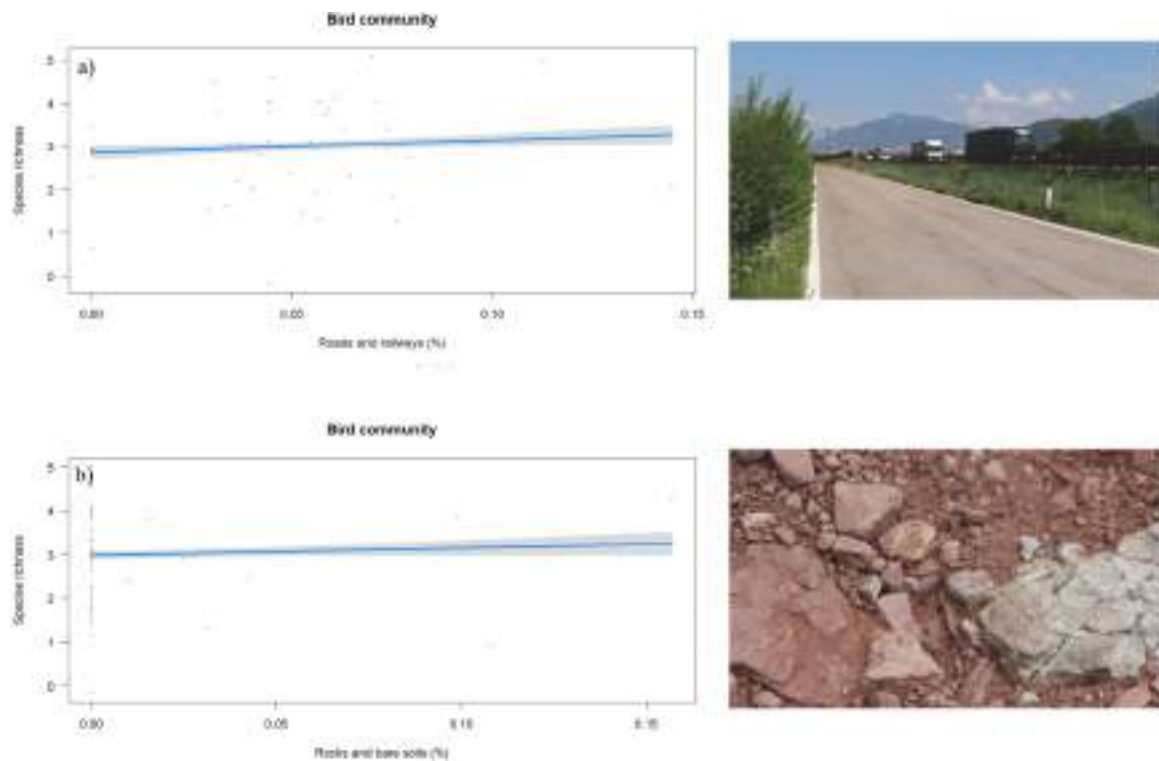 Bird community
a)
Species richness
5
4
3
2
1
0
0.00 0.05 0.10 0.15
Roads and railways (%)
Bird community
b)
Species richness
5
4
3
2
1
0
0.00 0.05 0.10 0.15
Rocks and bare soils (%)